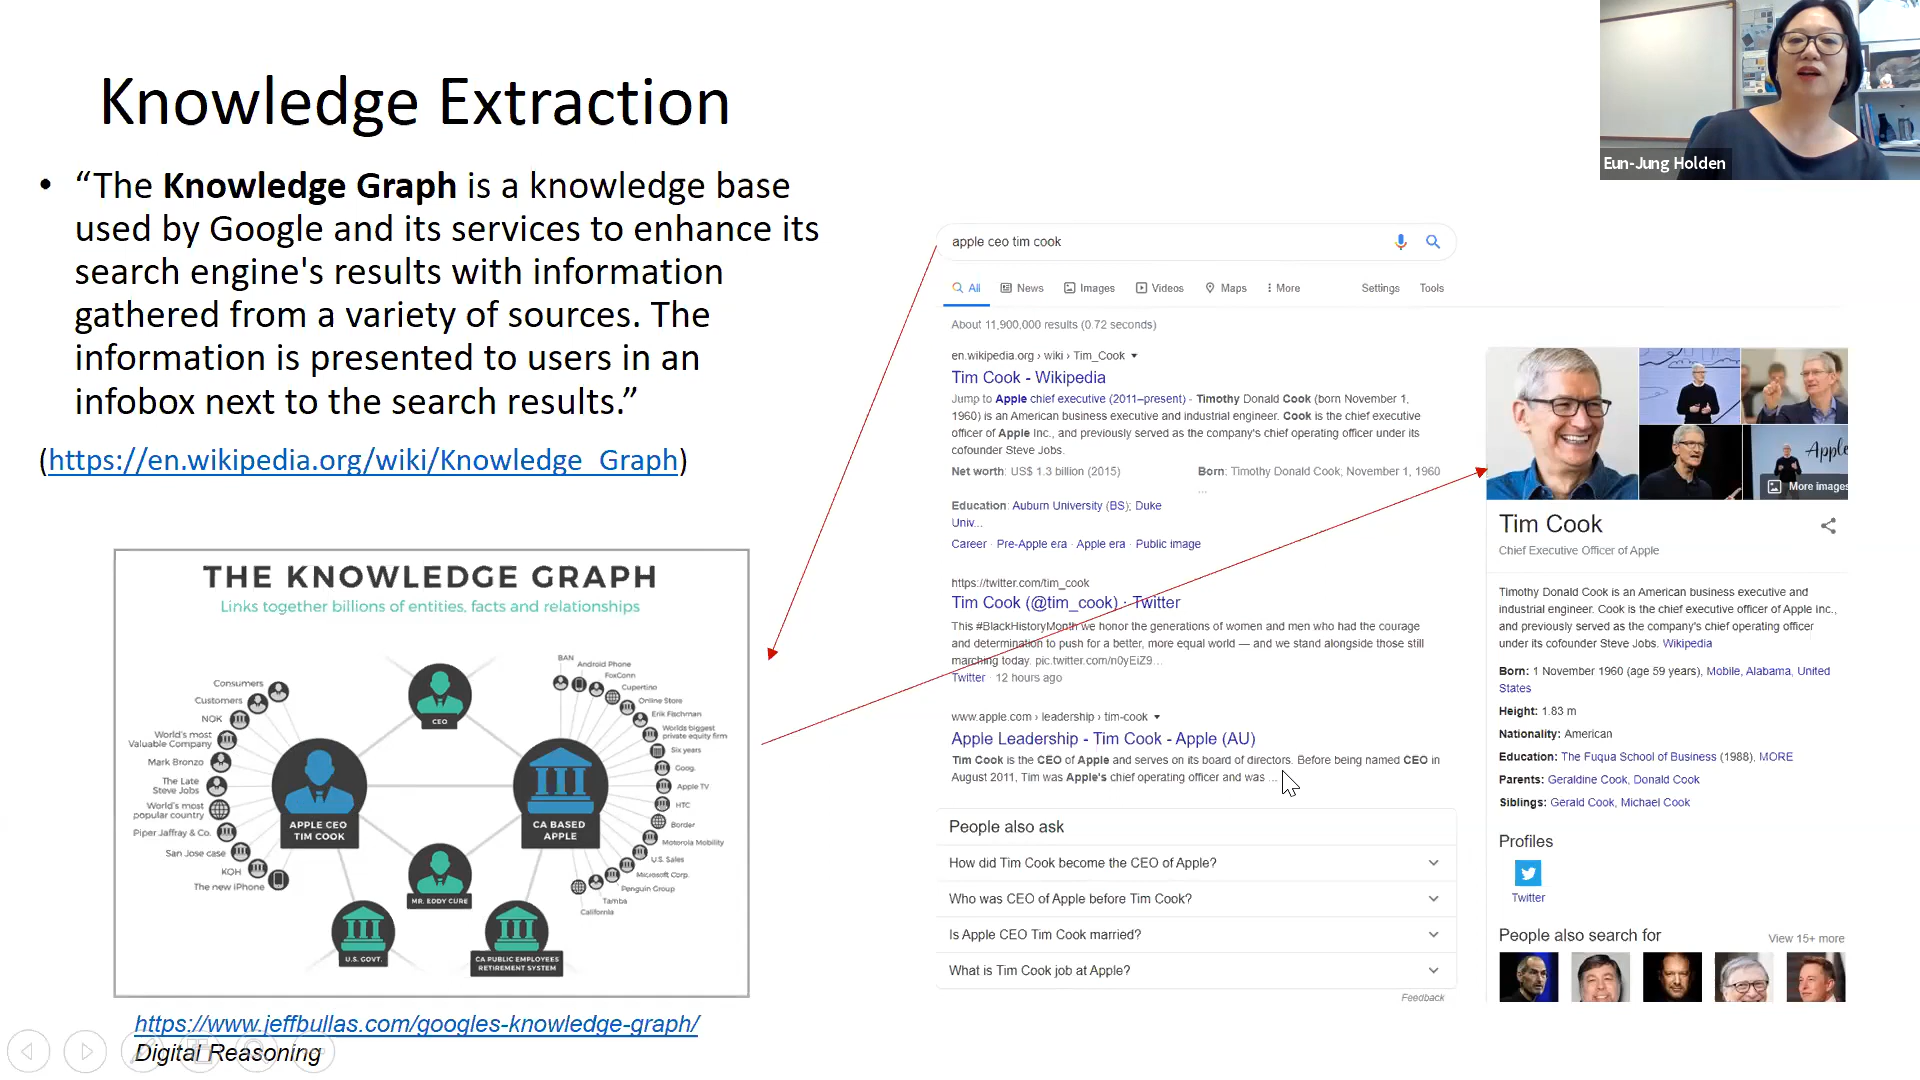 Knowledge Extraction
• “The Knowledge Graph is a knowledge base
used by Google and its services to enhance its
search engine's results with information
gathered from a variety of sources. The
information is presented to users in an
infobox next to the search results.”
(https://en.wikipedia.org/wiki/Knowledge_Graph)
THE KNOWLEDGE GRAPH
Links together billions of entities, facts and relationships
Consumers
Customers
NOK
World's most
Valuable Company
Mark Bronzo
The Late
Steve Jobs
World's most
popular country
Piper Jaffray & Co.
San Jose case
KOH
The new iPhone
APPLE CEO
TIM COOK
CEO
MR. EDDY CURE
U.S. GOVT.
CA PUBLIC EMPLOYEES
RETIREMENT SYSTEM
CA BASED
APPLE
BAN
Android Phone
FoxConn
Cupertino
Online Store
Erik Fischman
Worlds biggest
private equity firm
Six years
Goog.
Apple TV
HTC
Border
Motorola Mobility
U.S. Sales
Microsoft Corp.
Penguin Group
Tamba
California
https://www.jeffbullas.com/googles-knowledge-graph/
Digital Reasoning
apple ceo tim cook
All News Images Videos Maps More Settings Tools
About 11,900,000 results (0.72 seconds)
en.wikipedia.org › wiki › Tim_Cook
Tim Cook - Wikipedia
Jump to Apple chief executive (2011–present) - Timothy Donald Cook (born November 1,
1960) is an American business executive and industrial engineer. Cook is the chief executive
officer of Apple Inc., and previously served as the company's chief operating officer under its
cofounder Steve Jobs.
Net worth: US$ 1.3 billion (2015) Born: Timothy Donald Cook; November 1, 1960
...
Education: Auburn University (BS); Duke
Univ...
Career · Pre-Apple era · Apple era · Public image
https://twitter.com/tim_cook
Tim Cook (@tim_cook) · Twitter
This #BlackHistoryMonth we honor the generations of women and men who had the courage
and determination to push for a better, more equal world — and we stand alongside those still
marching today. pic.twitter.com/n0yEiZ9...
Twitter · 12 hours ago
www.apple.com › leadership › tim-cook
Apple Leadership - Tim Cook - Apple (AU)
Tim Cook is the CEO of Apple and serves on its board of directors. Before being named CEO in
August 2011, Tim was Apple's chief operating officer and was ...
People also ask
How did Tim Cook become the CEO of Apple?
Who was CEO of Apple before Tim Cook?
Is Apple CEO Tim Cook married?
What is Tim Cook job at Apple?
Feedback
Eun-Jung Holden
Apple
More images
Tim Cook
Chief Executive Officer of Apple
Timothy Donald Cook is an American business executive and
industrial engineer. Cook is the chief executive officer of Apple Inc.,
and previously served as the company's chief operating officer
under its cofounder Steve Jobs. Wikipedia
Born: 1 November 1960 (age 59 years), Mobile, Alabama, United
States
Height: 1.83 m
Nationality: American
Education: The Fuqua School of Business (1988). MORE
Parents: Geraldine Cook, Donald Cook
Siblings: Gerald Cook, Michael Cook
Profiles
Twitter
People also search for View 15+ more